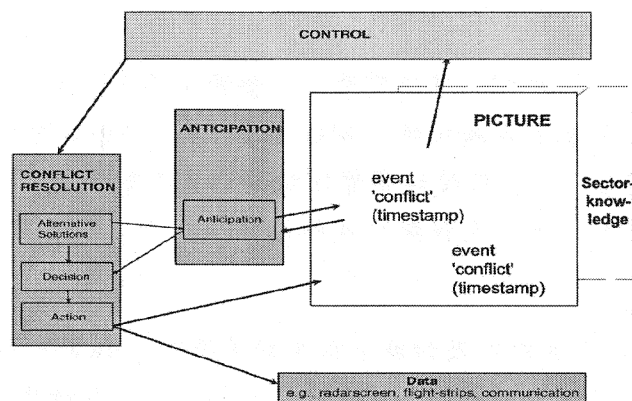 CONTROL
PICTURE
ANTICIPATION
CONFLICT
RESOLUTION
event
'conflict'
(timestamp)
Sector-
know-
ledge
Alternative
Solutions
Anticipation
event
'conflict'
(timestamp)
Decision
Action
Data
e.g., radarscreen, flight-strips, communication